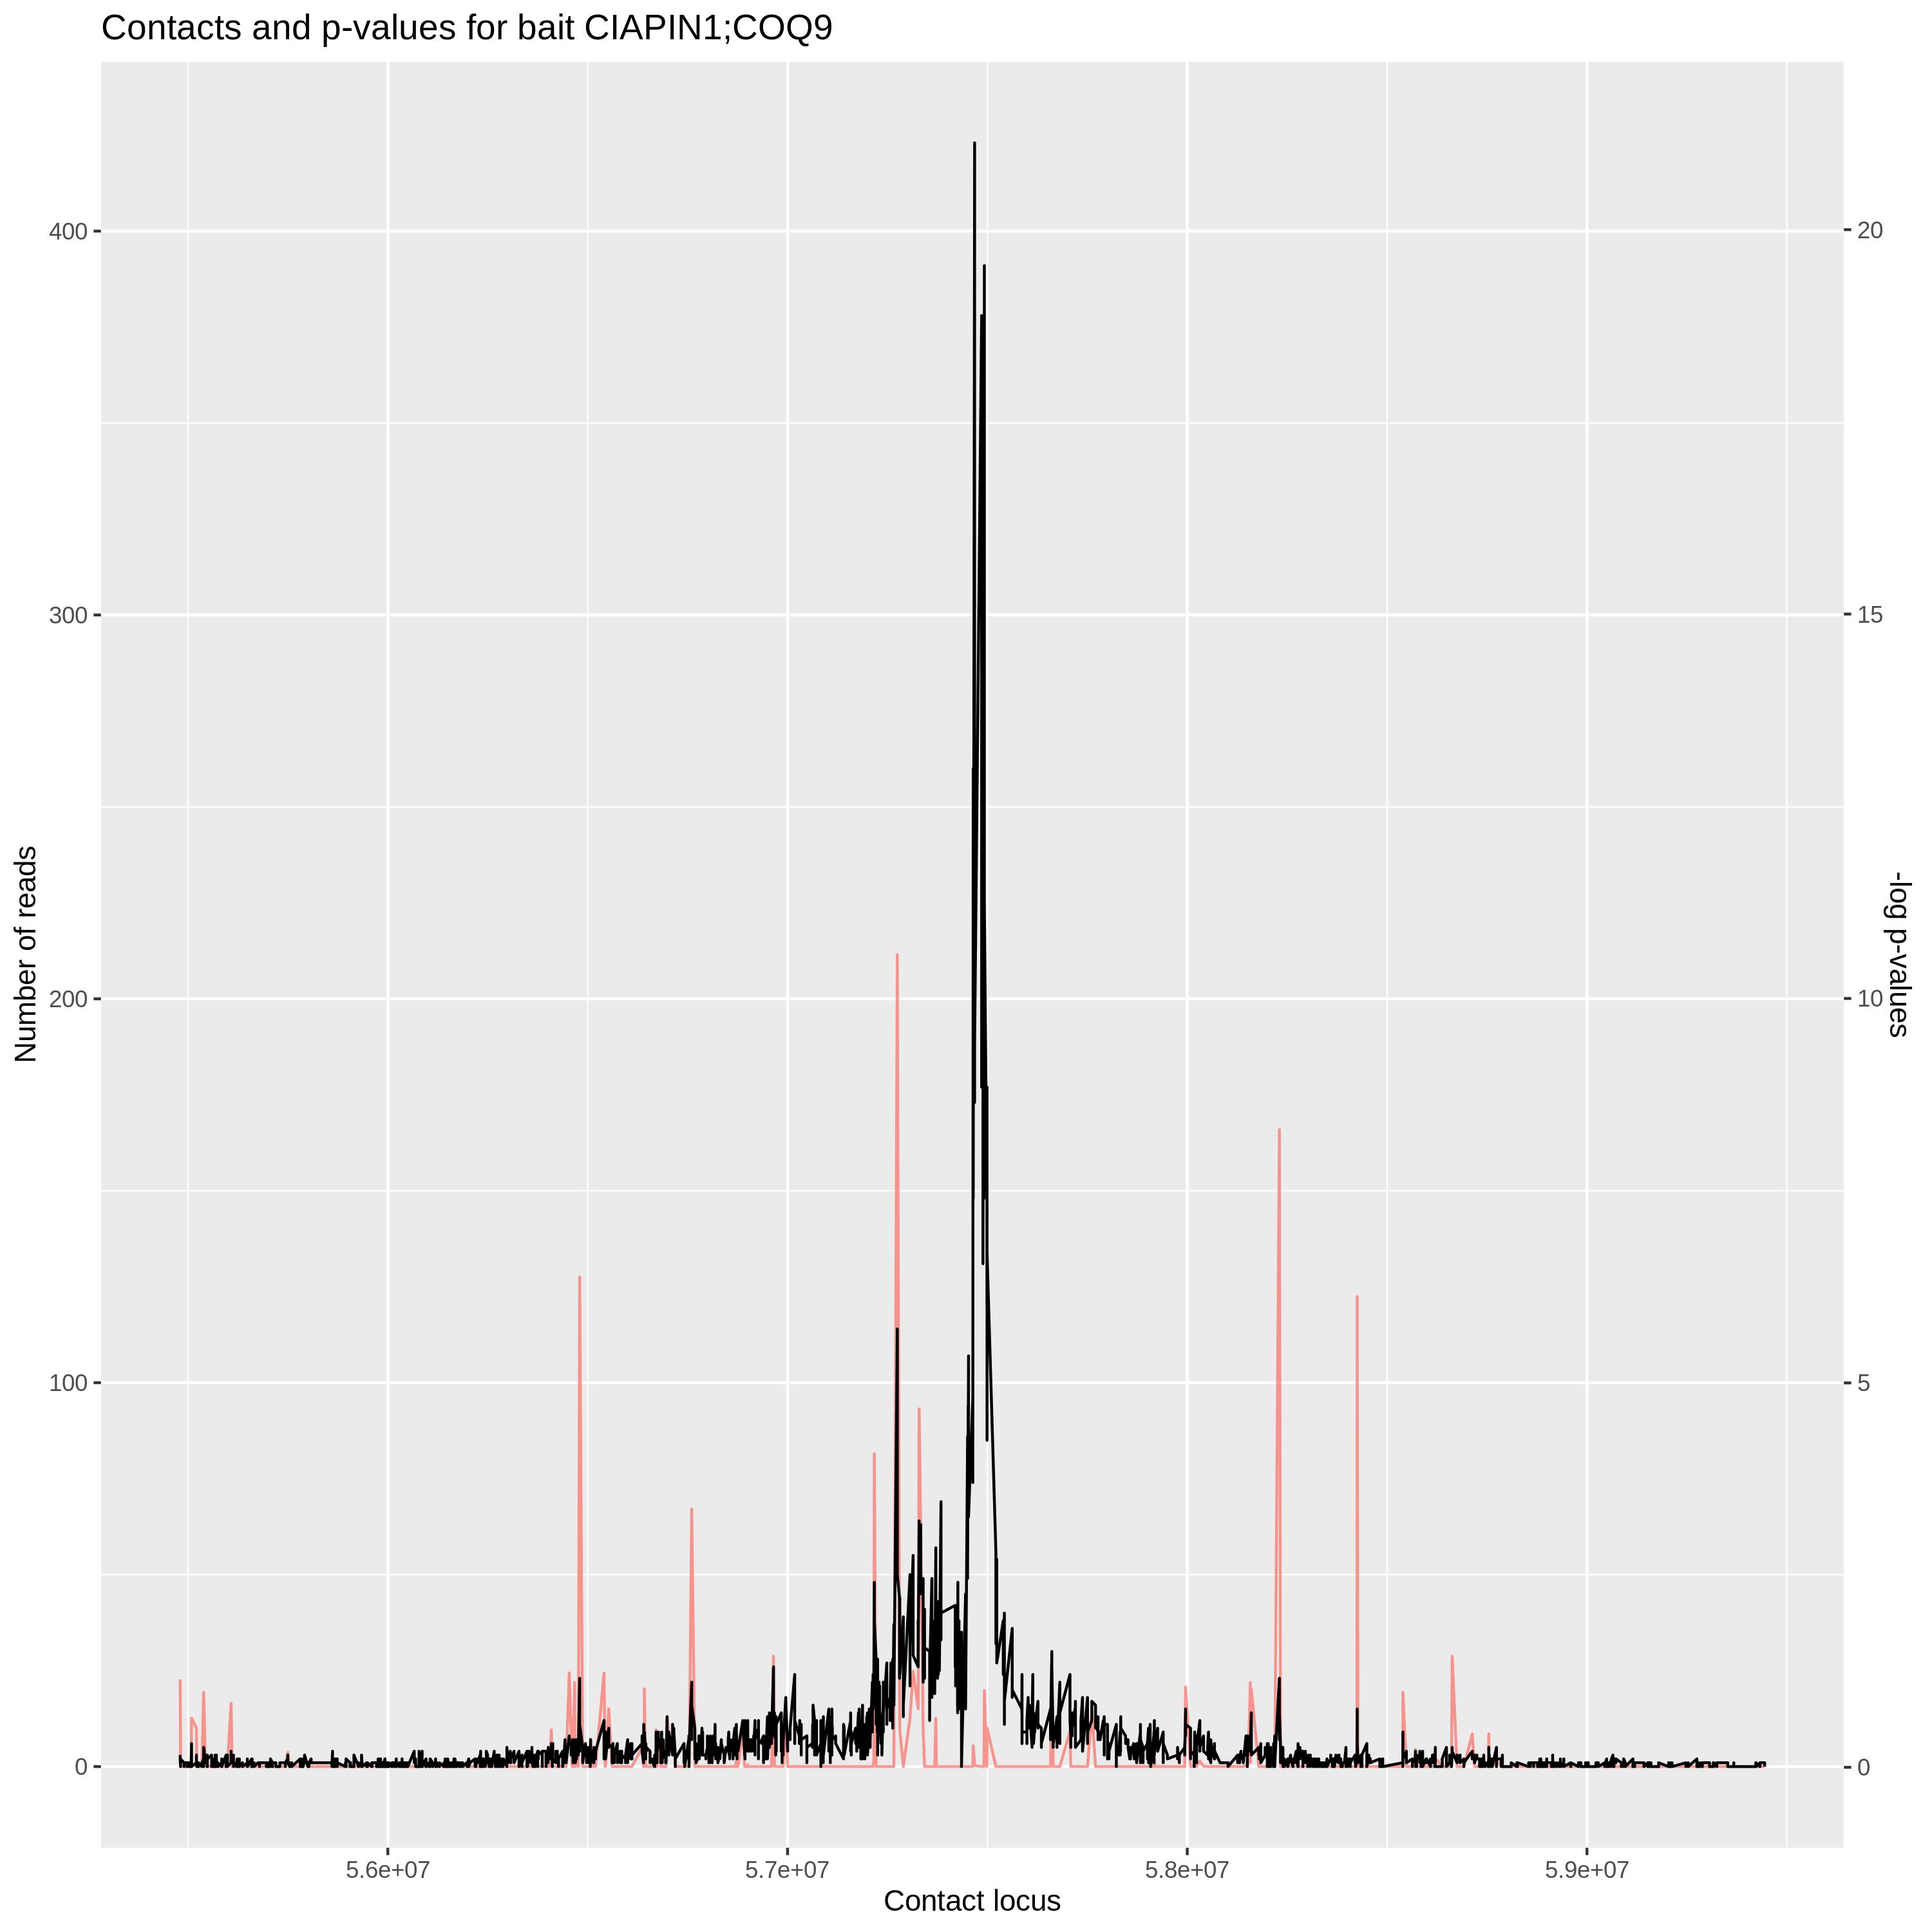 Contacts and p-values for bait CIAPIN1;COQ9
Number of reads
400
300
200
100
0
20
15
10
5
0
-log p-values
5.6e+07
5.7e+07
5.8e+07
5.9e+07
Contact locus